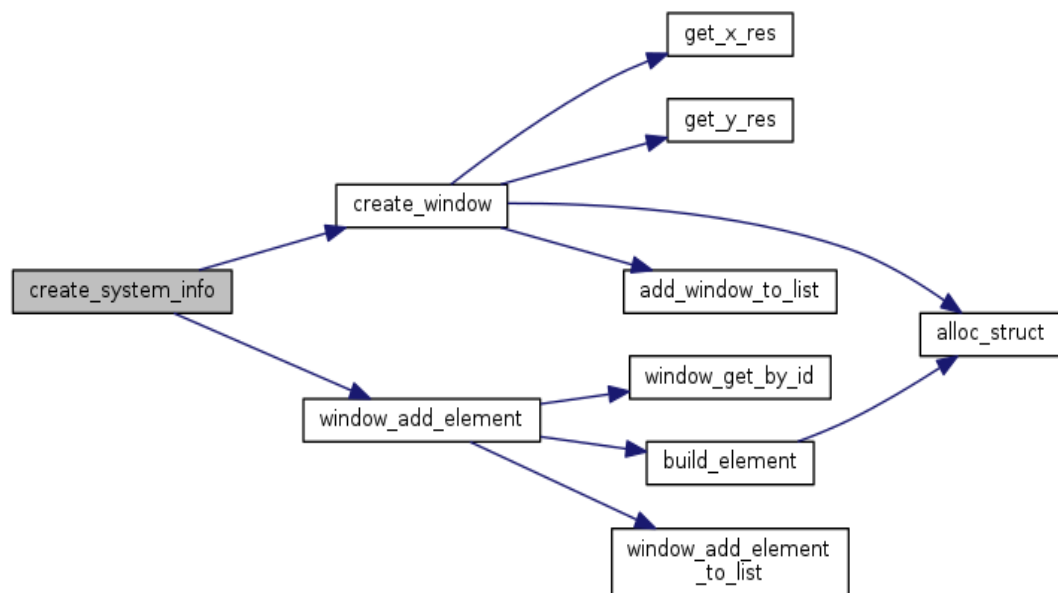 get_x_res
get_y_res
create_window
create_system_info
add_window_to_list
alloc_struct
window_get_by_id
window_add_element
build_element
window_add_element
_to_list